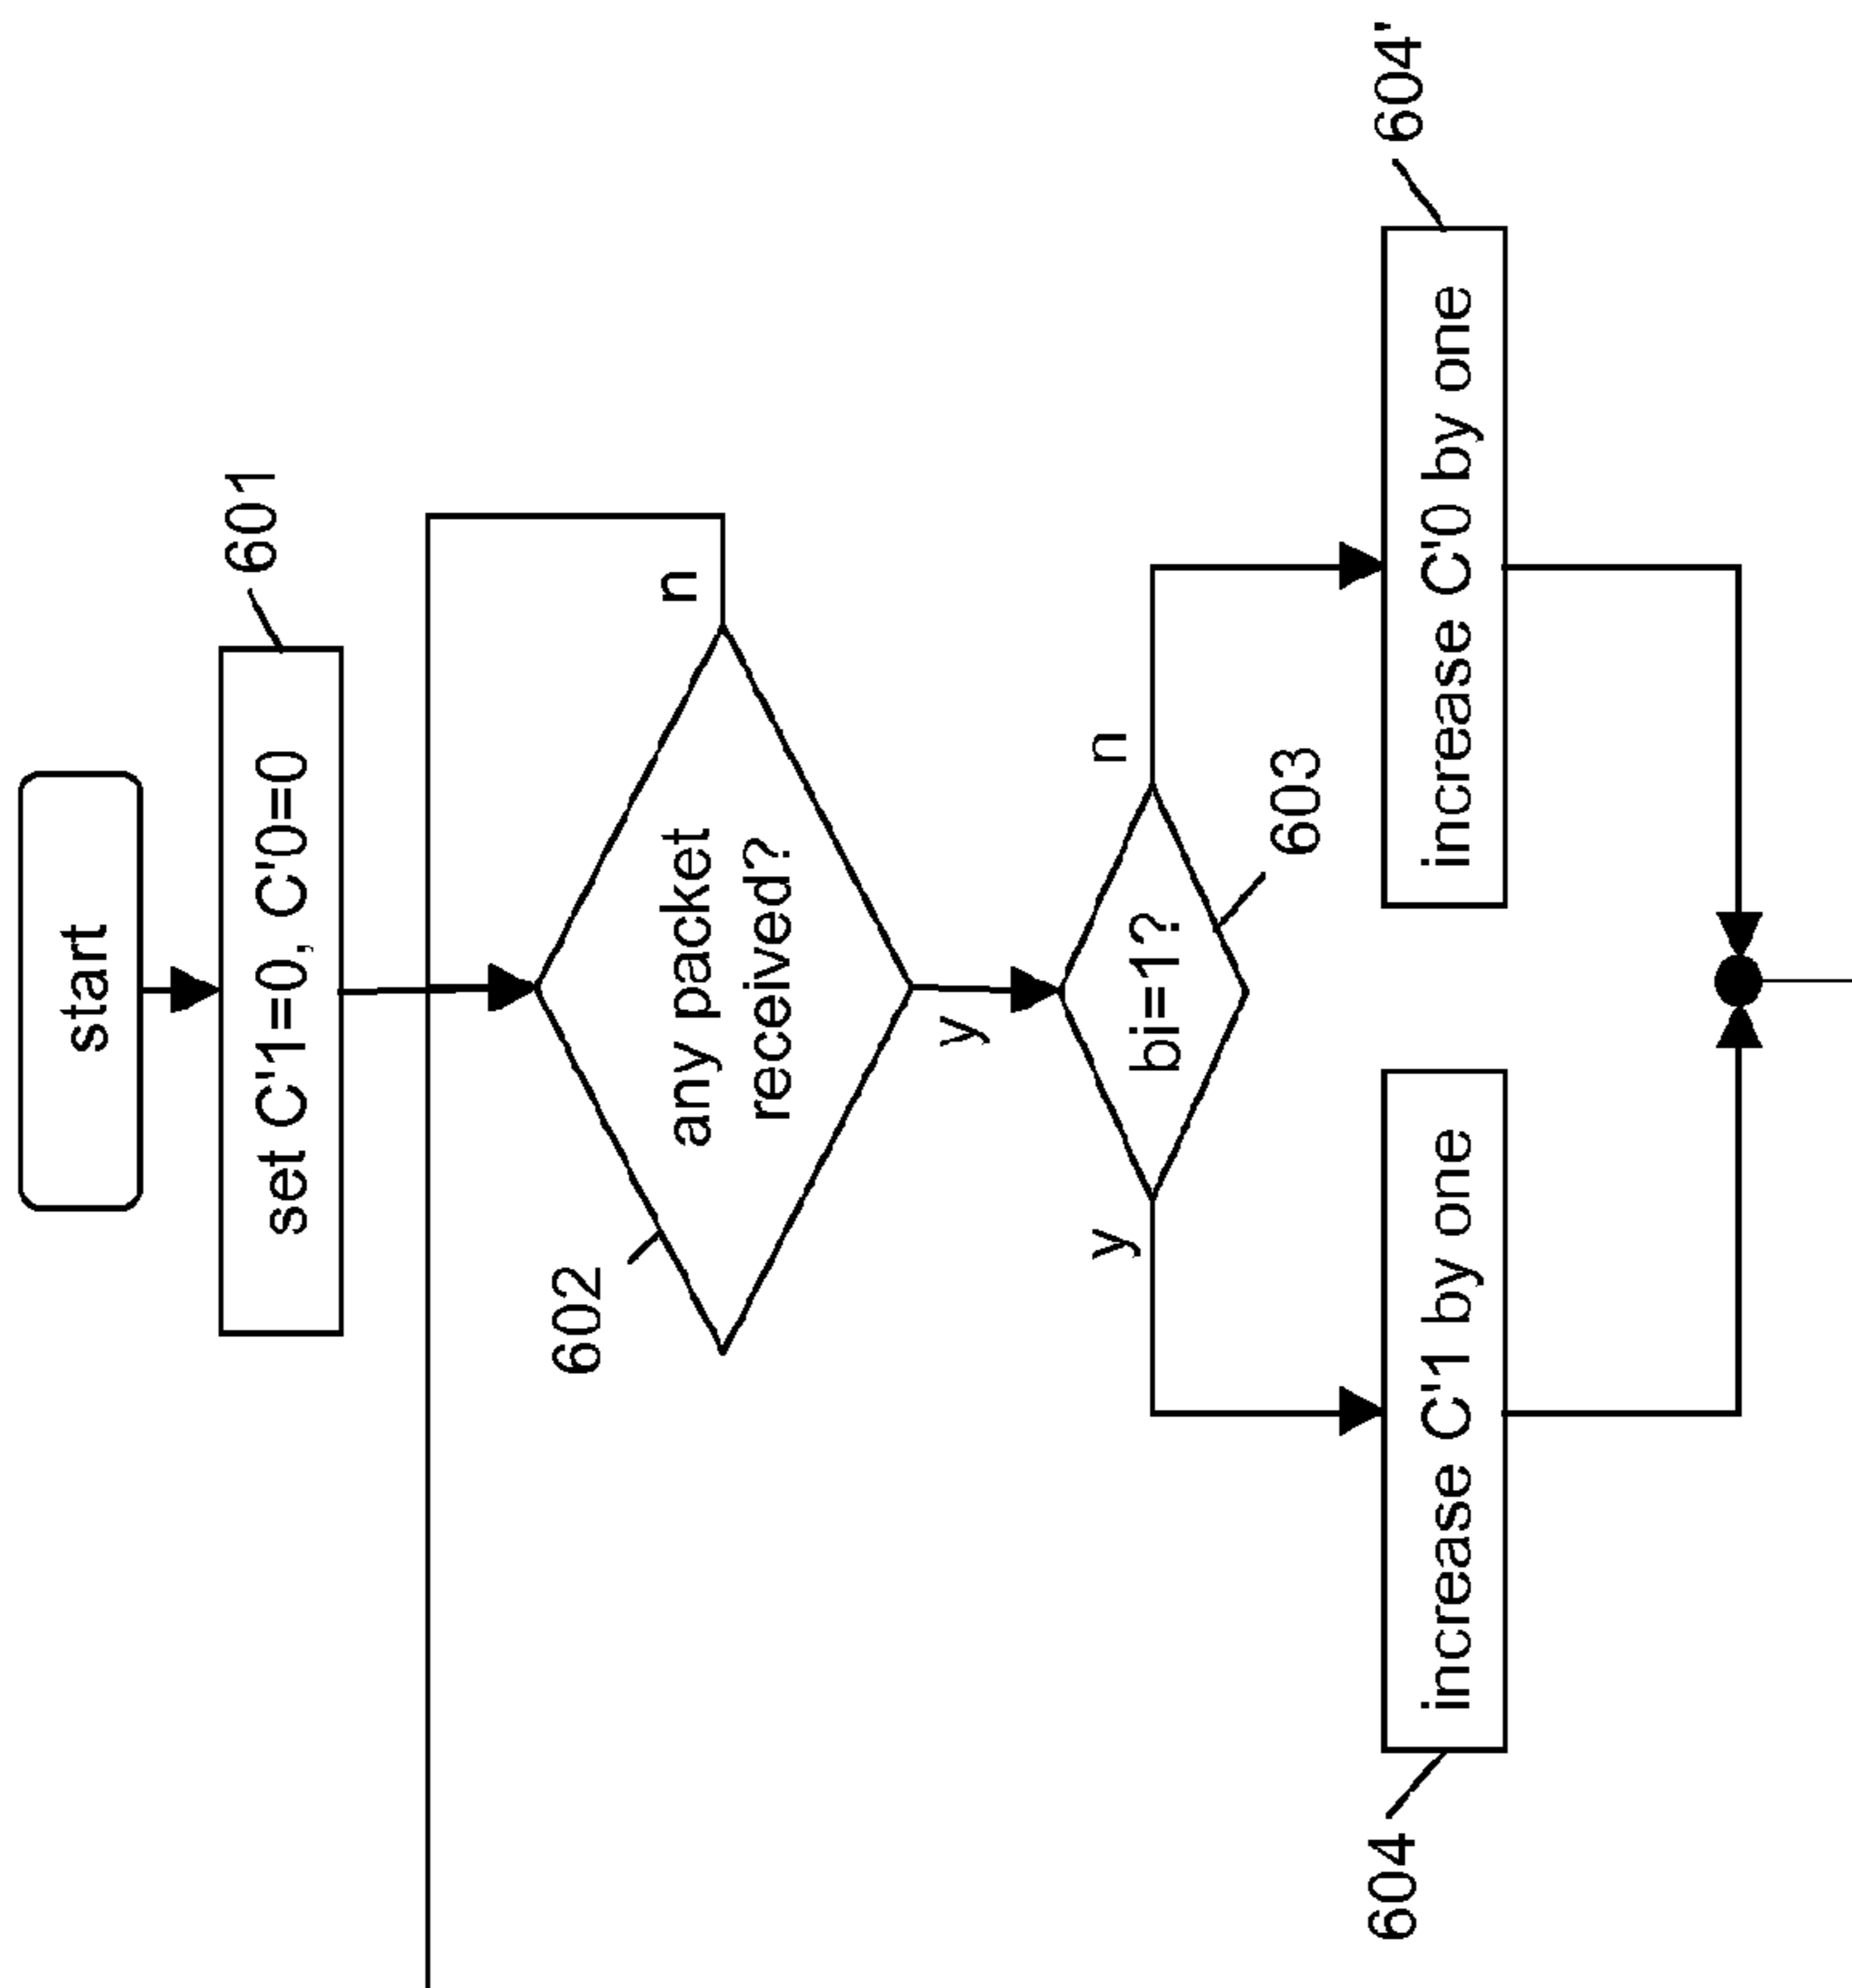 start
601
set C'1=0, C'0=0
602
any packet
received?
n
y
603
bi=1?
y
n
604
increase C'1 by one
increase C'0 by one
604'